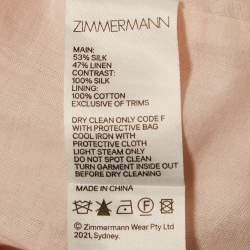 ZIMMERMANN
MAIN:
53% SILK
47% LINEN
CONTRAST:
100% SILK
LINING:
100% COTTON
EXCLUSIVE OF TRIMS
DRY CLEAN ONLY CODE F
WITH PROTECTIVE BAG
COOL IRON WITH
PROTECTIVE CLOTH
LIGHT STEAM ONLY
DO NOT SPOT CLEAN
TURN GARMENT INSIDE OUT
BEFORE DRY CLEANING
MADE IN CHINA
© Zimmermann Wear Pty Ltd
2021, Sydney.